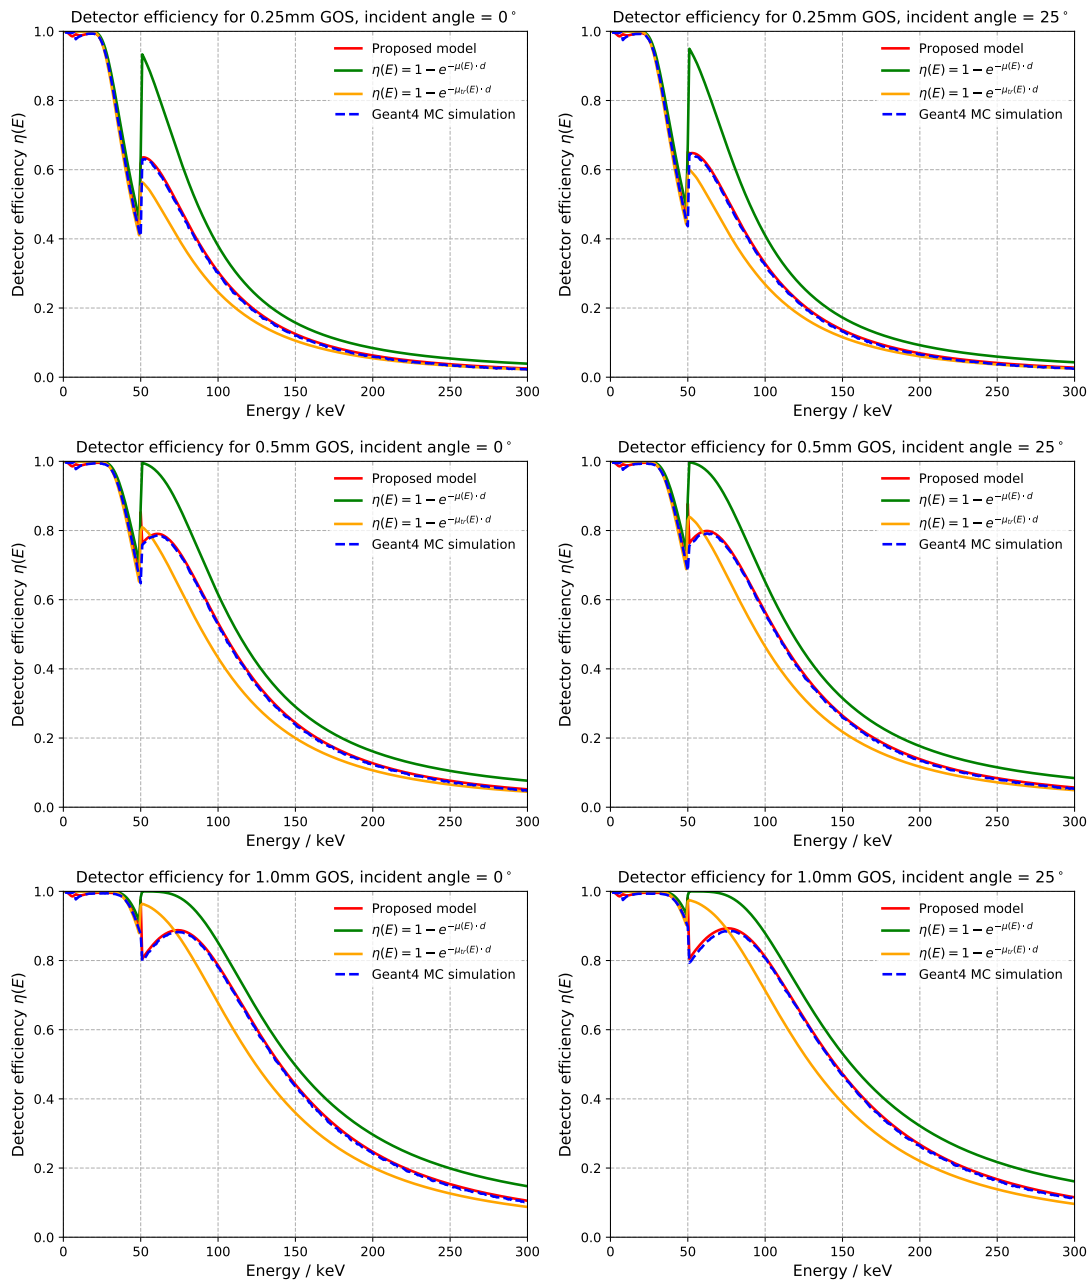 Detector efficiency for 0.25mm GOS, incident angle = 0°
Detector efficiency η(E)
1.0
0.8
0.6
0.4
0.2
0.0
Proposed model
η(E) = 1 − e^{−μ(E)·d}
η(E) = 1 − e^{−μ_{tr}(E)·d}
Geant4 MC simulation
0 50 100 150 200 250 300
Energy / keV
Detector efficiency for 0.25mm GOS, incident angle = 25°
Detector efficiency η(E)
1.0
0.8
0.6
0.4
0.2
0.0
Proposed model
η(E) = 1 − e^{−μ(E)·d}
η(E) = 1 − e^{−μ_{tr}(E)·d}
Geant4 MC simulation
0 50 100 150 200 250 300
Energy / keV
Detector efficiency for 0.5mm GOS, incident angle = 0°
Detector efficiency η(E)
1.0
0.8
0.6
0.4
0.2
0.0
Proposed model
η(E) = 1 − e^{−μ(E)·d}
η(E) = 1 − e^{−μ_{tr}(E)·d}
Geant4 MC simulation
0 50 100 150 200 250 300
Energy / keV
Detector efficiency for 0.5mm GOS, incident angle = 25°
Detector efficiency η(E)
1.0
0.8
0.6
0.4
0.2
0.0
Proposed model
η(E) = 1 − e^{−μ(E)·d}
η(E) = 1 − e^{−μ_{tr}(E)·d}
Geant4 MC simulation
0 50 100 150 200 250 300
Energy / keV
Detector efficiency for 1.0mm GOS, incident angle = 0°
Detector efficiency η(E)
1.0
0.8
0.6
0.4
0.2
0.0
Proposed model
η(E) = 1 − e^{−μ(E)·d}
η(E) = 1 − e^{−μ_{tr}(E)·d}
Geant4 MC simulation
0 50 100 150 200 250 300
Energy / keV
Detector efficiency for 1.0mm GOS, incident angle = 25°
Detector efficiency η(E)
1.0
0.8
0.6
0.4
0.2
0.0
Proposed model
η(E) = 1 − e^{−μ(E)·d}
η(E) = 1 − e^{−μ_{tr}(E)·d}
Geant4 MC simulation
0 50 100 150 200 250 300
Energy / keV